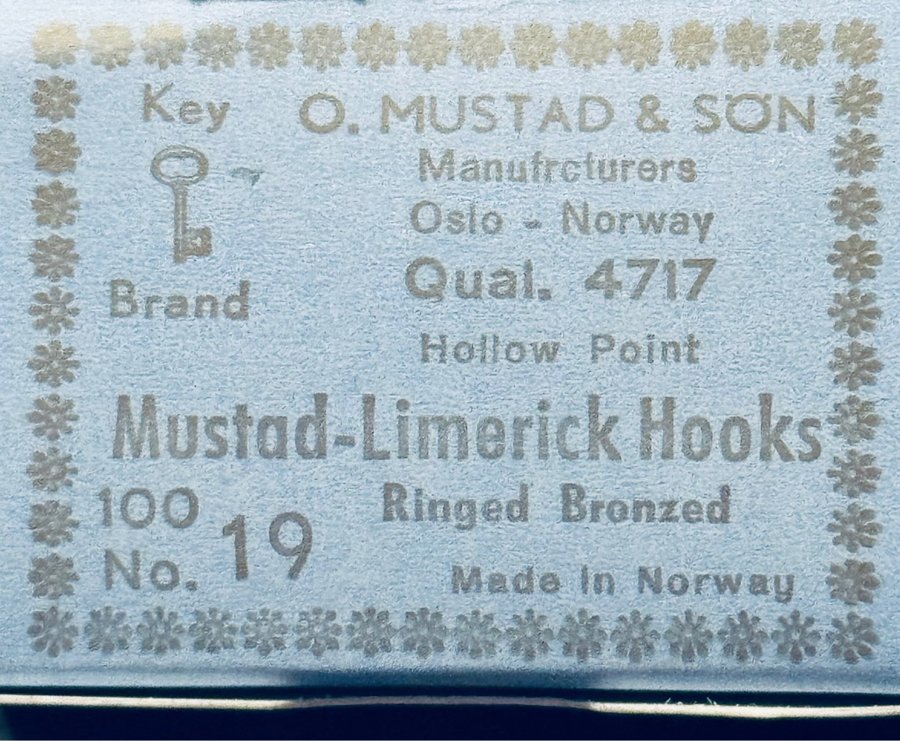 Key
Brand
O. MUSTAD & SØN
Manufrcturers
Oslo - Norway
Qual. 4717
Hollow Point
Mustad-Limerick Hooks
100
No. 19
Ringed Bronzed
Made in Norway